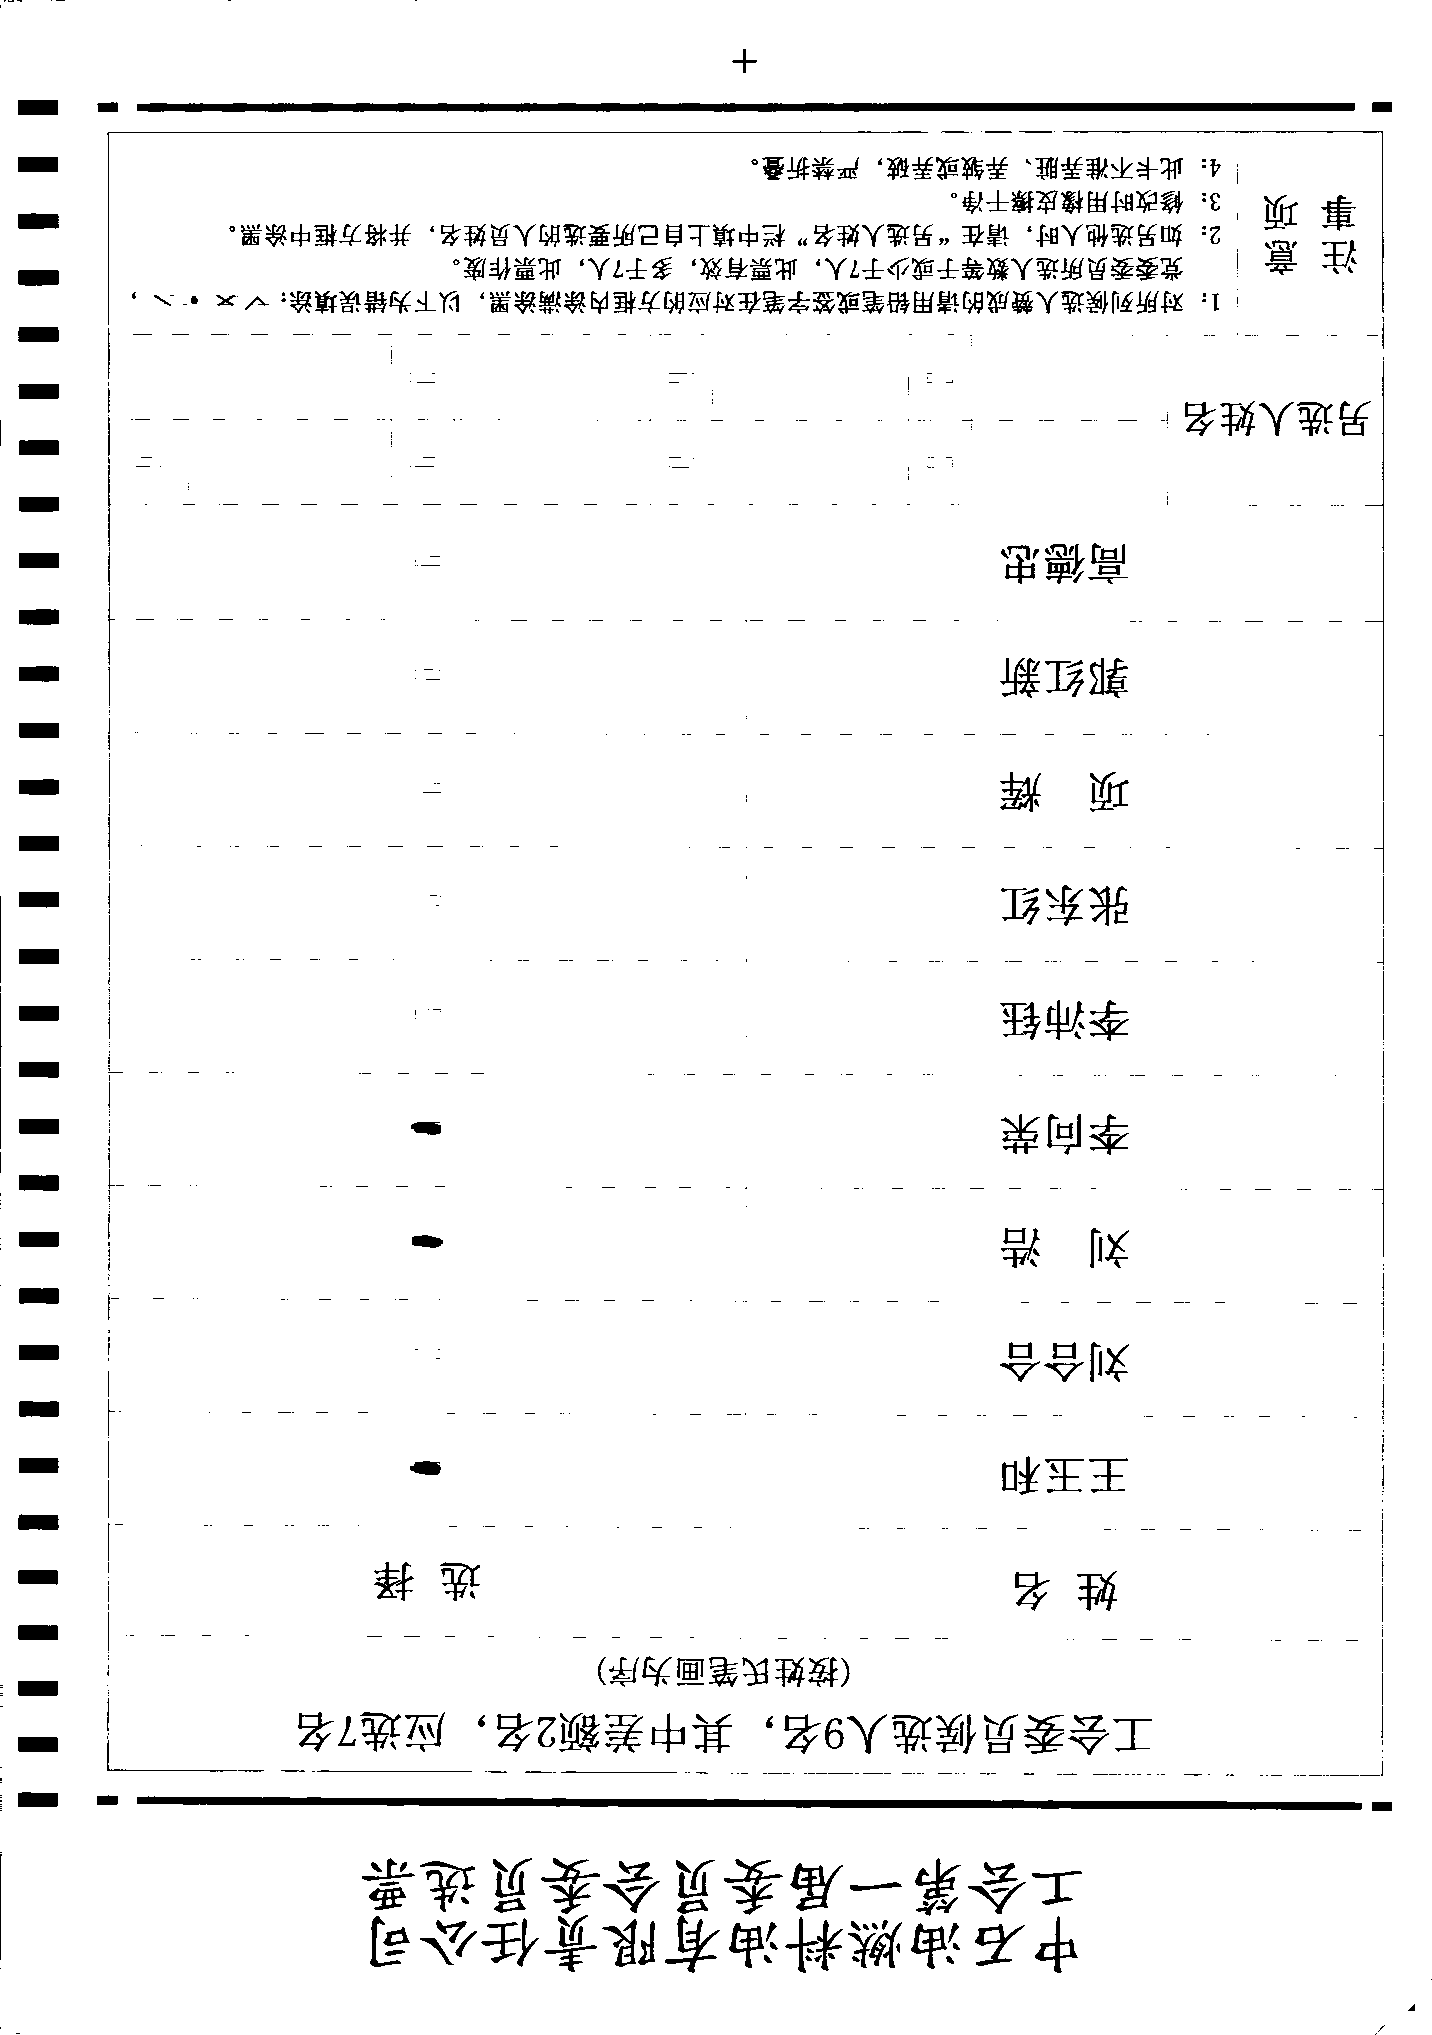 中石油燃料油有限责任公司
工会第一届委员会委员选票
工会委员候选人9名，其中差额2名，应选7名
(按姓氏笔画为序)
姓 名 选 择
王玉和
刘合合
刘 浩
李向荣
李沛钰
张东红
项 辉
郭红新
高德忠
另选人姓名
注 意
事 项
1: 对所列候选人赞成的请用铅笔或签字笔在对应的方框内涂满涂黑，以下为错误填涂: ✓ × • \ ，
党委委员所选人数等于或少于7人，此票有效，多于7人，此票作废。
2: 如另选他人时，请在“另选人姓名”栏中填上自己所要选的人员姓名，并将方框中涂黑。
3: 修改时用橡皮擦干净。
4: 此卡不准弄脏、弄皱或弄破，严禁折叠。